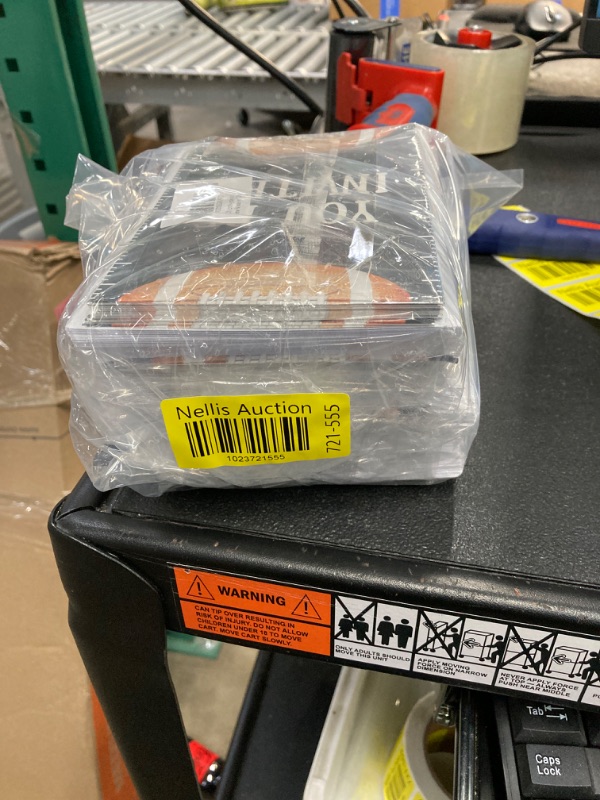 YOU
INVIT
Nellis Auction
1023721555
721-555
WARNING
CAN TIP OVER RESULTING IN
RISK OF INJURY. DO NOT ALLOW
CHILDREN UNDER 18 TO MOVE
CART. MOVE CART SLOWLY
ONLY ADULTS SHOULD
MOVE THIS UNIT
APPLY MOVING
FORCE ON NARROW
DIMENSION
NEVER APPLY FORCE
AT TOP - ALWAYS
PUSH NEAR MIDDLE
Tab
Caps
Lock